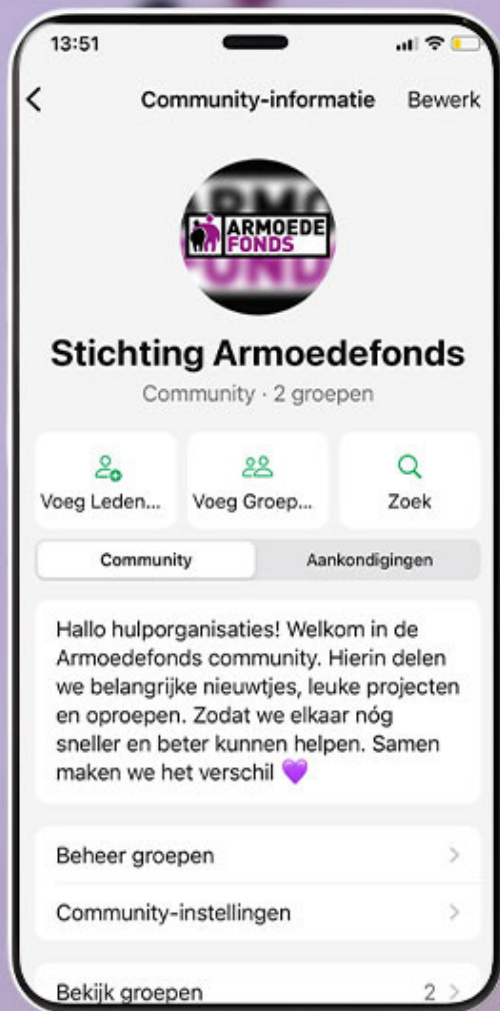 13:51
Community-informatie Bewerk
ARMOEDE
FONDS
Stichting Armoedefonds
Community · 2 groepen
Voeg Leden... Voeg Groep... Zoek
Community Aankondigingen
Hallo hulporganisaties! Welkom in de
Armoedefonds community. Hierin delen
we belangrijke nieuwtjes, leuke projecten
en oproepen. Zodat we elkaar nóg
sneller en beter kunnen helpen. Samen
maken we het verschil 💜
Beheer groepen
Community-instellingen
Bekijk groepen 2